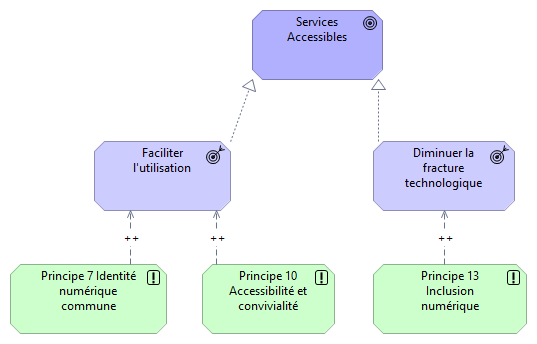 Services
Accessibles
Faciliter
l'utilisation
Diminuer la
fracture
technologique
++
++
++
Principe 7 Identité
numérique
commune
Principe 10
Accessibilité et
convivialité
Principe 13
Inclusion
numérique